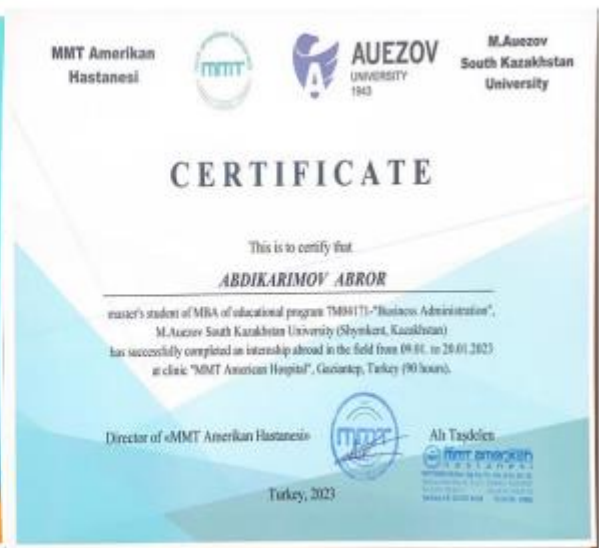 MMT Amerikan
Hastanesi
mmt
AUEZOV
UNIVERSITY
1943
M.Auezov
South Kazakhstan
University
CERTIFICATE
This is to certify that
ABDIKARIMOV ABROR
master's student of MBA of educational program 7M04171-"Business Administration",
M.Auezov South Kazakhstan University (Shymkent, Kazakhstan)
has successfully completed an internship abroad in the field from 09.01. to 20.01.2023
at clinic "MMT American Hospital", Gaziantep, Turkey (90 hours).
Director of «MMT Amerikan Hastanesi»
mmt
Ali Taşdelen
mmt amerikan
hastanesi
Turkey, 2023